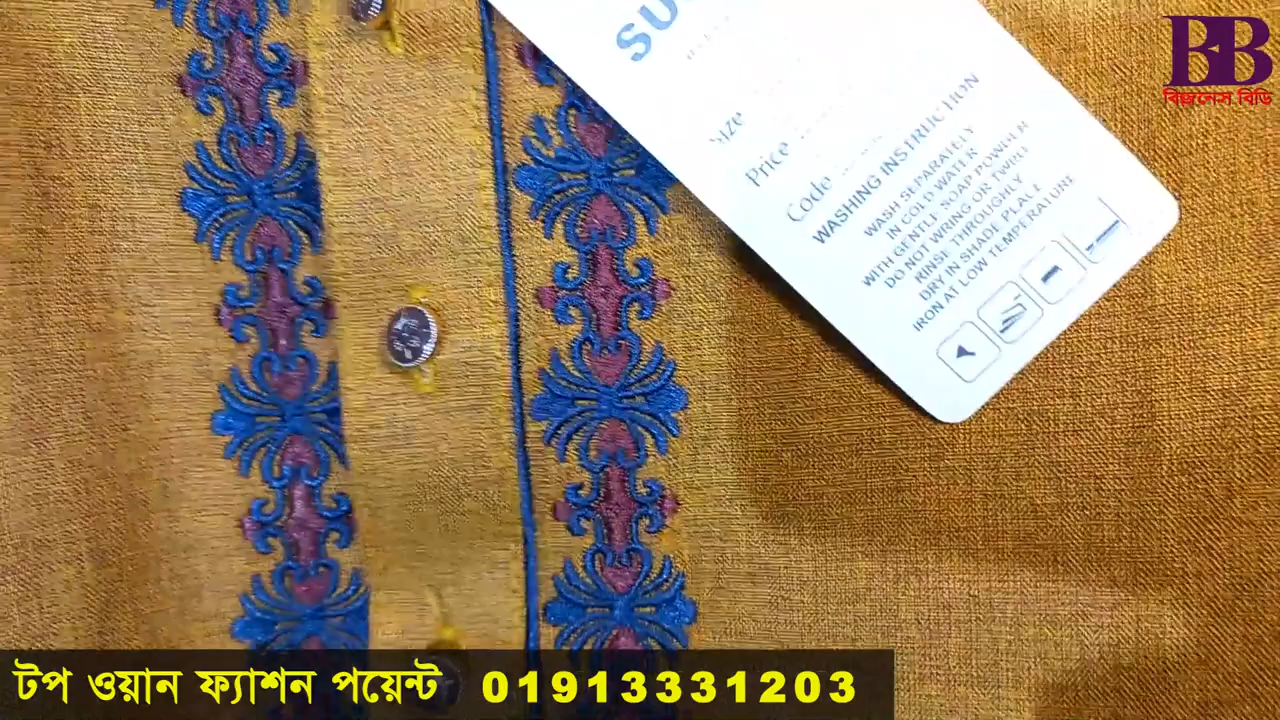 BB
বিজনেস বিডি
Size
Price
Code
WASHING INSTRUCTION
WASH SEPARATELY
IN COLD WATER
WITH GENTLE SOAP POWDER
DO NOT WRING OR TWIRL
RINSE THROUGHLY
DRY IN SHADE PLACE
IRON AT LOW TEMPERATURE
টপ ওয়ান ফ্যাশন পয়েন্ট 01913331203